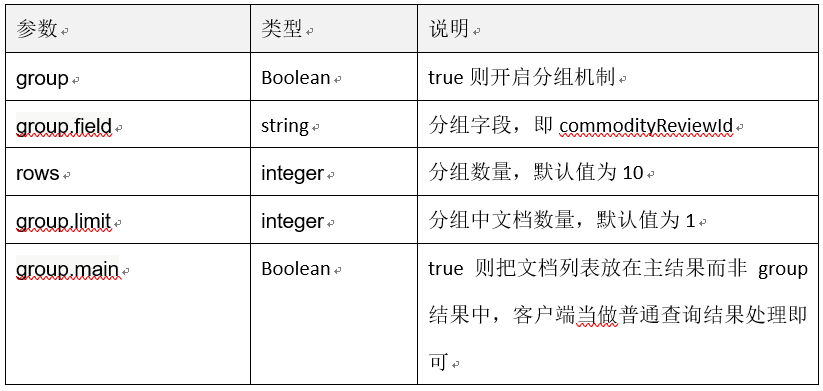 参数 类型 说明
group Boolean true 则开启分组机制
group.field string 分组字段，即 commodityReviewId
rows integer 分组数量，默认值为 10
group.limit integer 分组中文档数量，默认值为 1
group.main Boolean true 则把文档列表放在主结果而非 group
结果中，客户端当做普通查询结果处理即
可